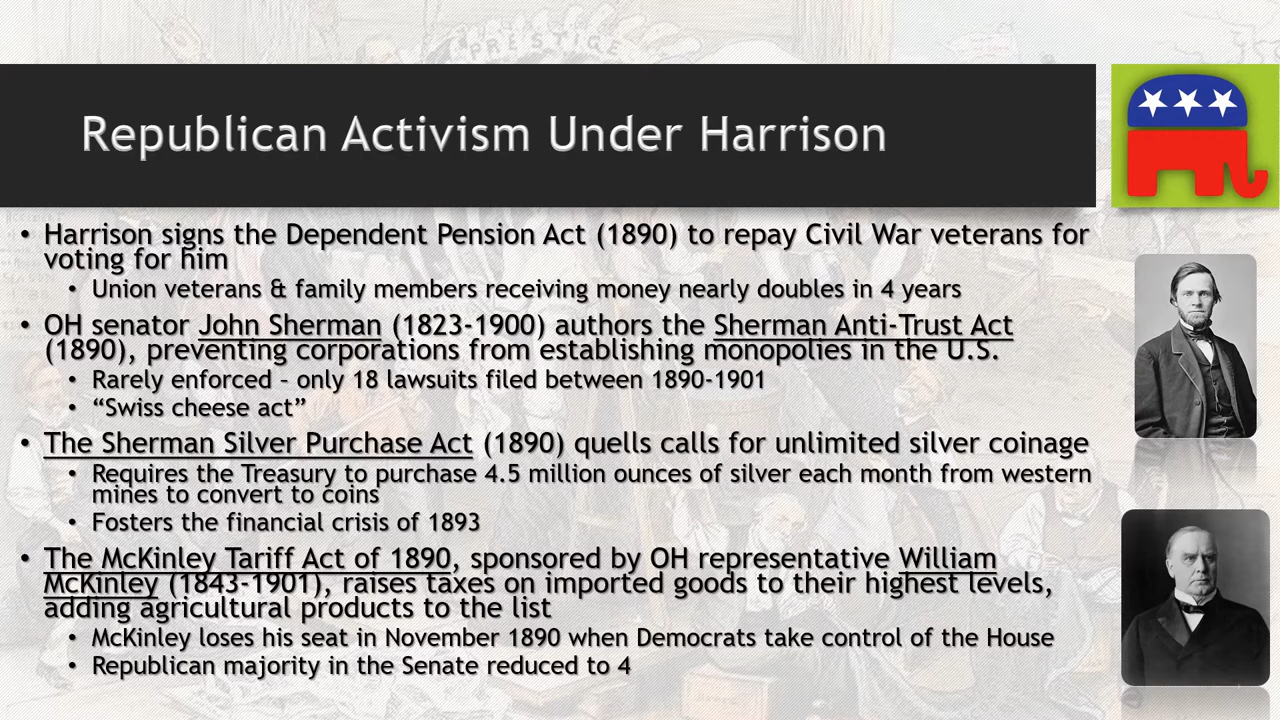 PRESTIGE
Republican Activism Under Harrison
• Harrison signs the Dependent Pension Act (1890) to repay Civil War veterans for
voting for him
• Union veterans & family members receiving money nearly doubles in 4 years
• OH senator John Sherman (1823-1900) authors the Sherman Anti-Trust Act
(1890), preventing corporations from establishing monopolies in the U.S.
• Rarely enforced – only 18 lawsuits filed between 1890-1901
• “Swiss cheese act”
• The Sherman Silver Purchase Act (1890) quells calls for unlimited silver coinage
• Requires the Treasury to purchase 4.5 million ounces of silver each month from western
mines to convert to coins
• Fosters the financial crisis of 1893
• The McKinley Tariff Act of 1890, sponsored by OH representative William
McKinley (1843-1901), raises taxes on imported goods to their highest levels,
adding agricultural products to the list
• McKinley loses his seat in November 1890 when Democrats take control of the House
• Republican majority in the Senate reduced to 4